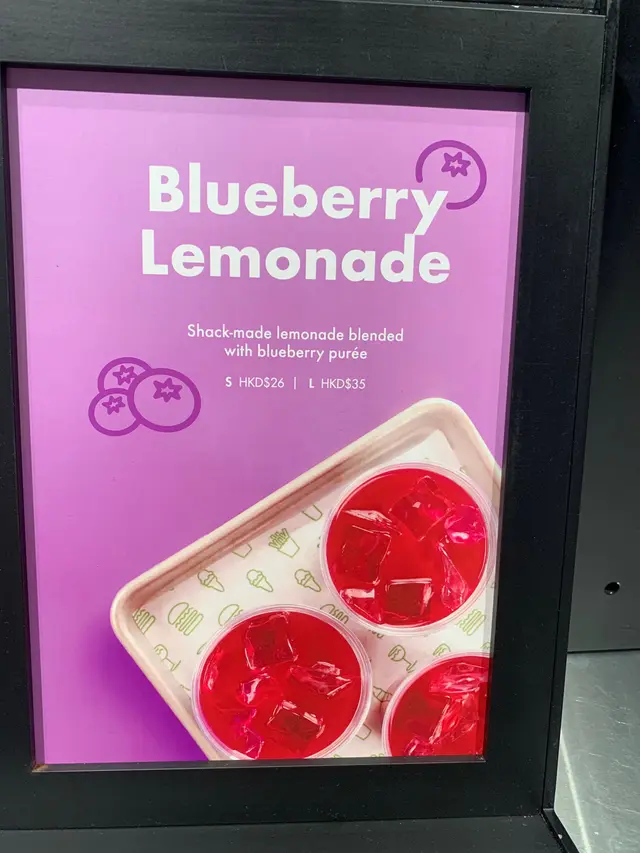 Blueberry
Lemonade
Shack-made lemonade blended
with blueberry purée
S HKD$26 | L HKD$35